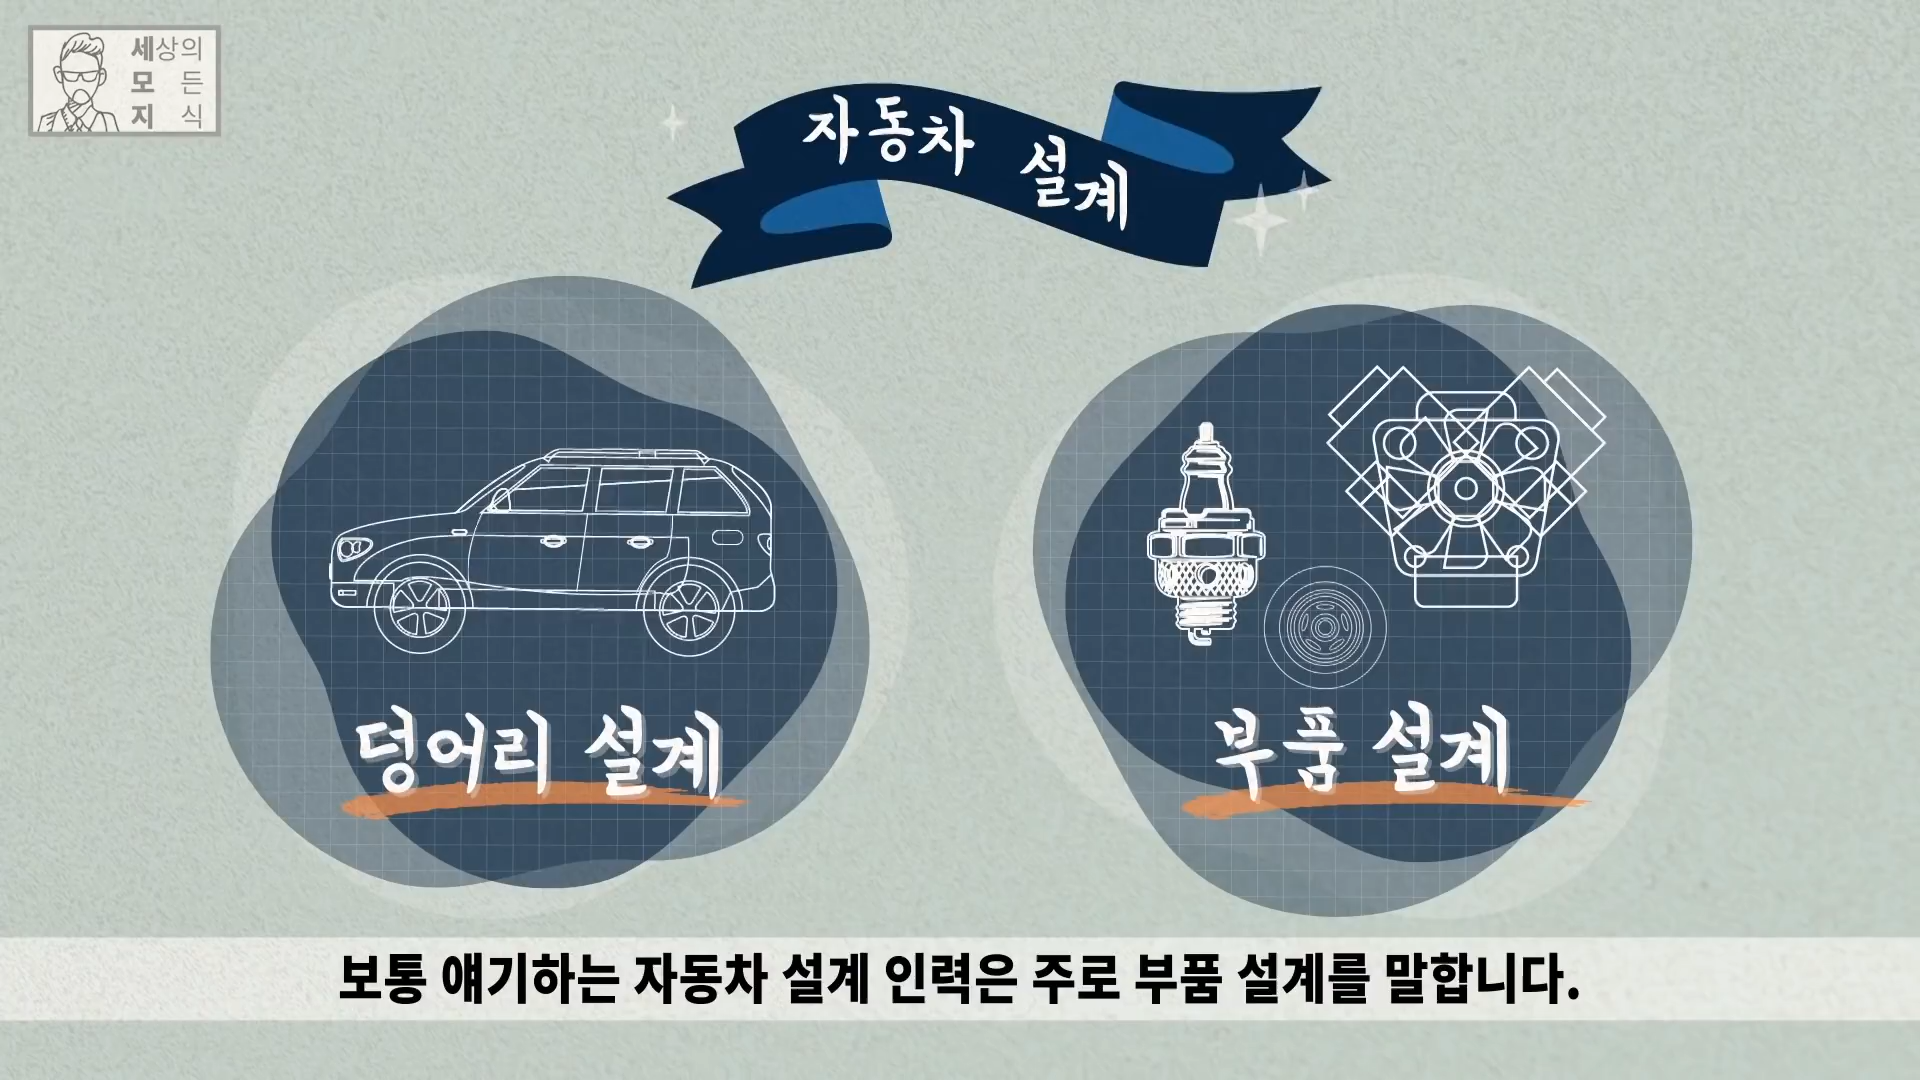 세상의
모든
지식
자동차 설계
덩어리 설계
부품 설계
보통 얘기하는 자동차 설계 인력은 주로 부품 설계를 말합니다.